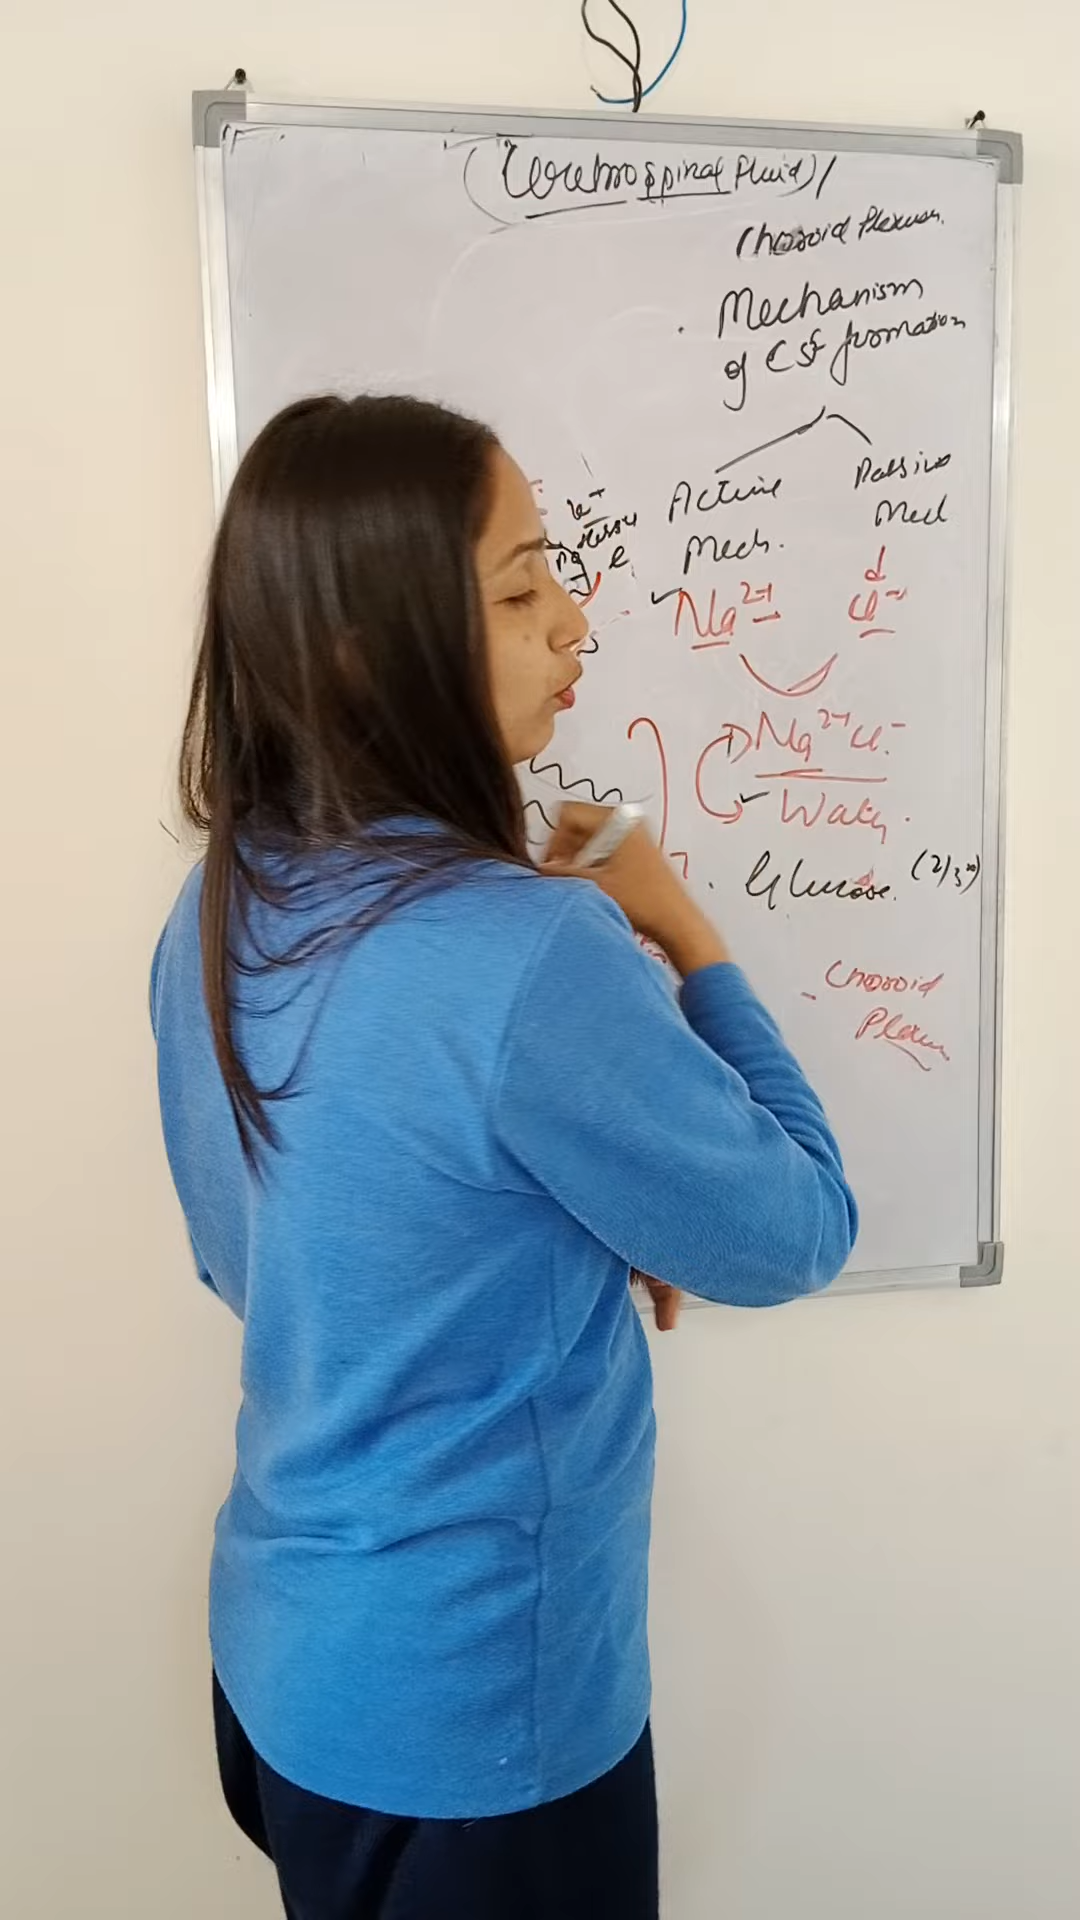 (Cerebrospinal Fluid)/
Choroid Plexus.
• Mechanism
of CSF formation
Active
Mech.
Passive
Mech
Na2+
Cl-
Na2+ Cl-
Water.
• Glucose. (2/3rd)
- Choroid
Plexus